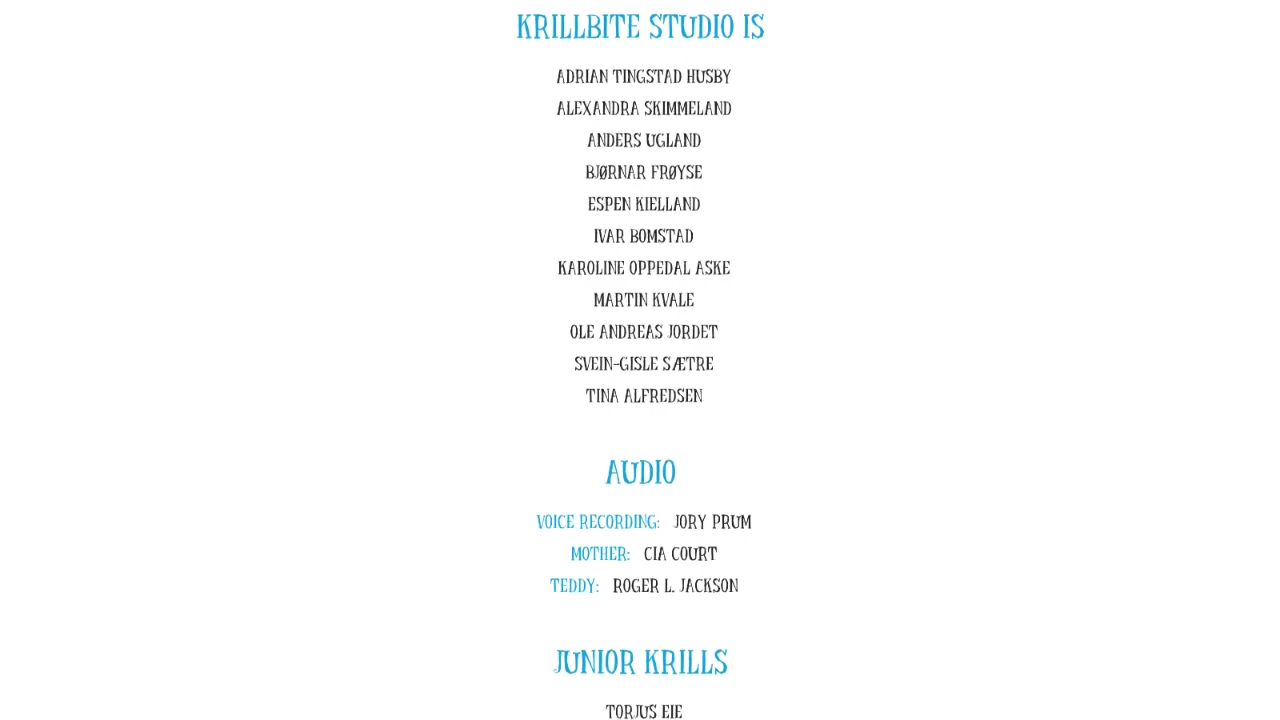 KRILLBITE STUDIO IS
ADRIAN TINGSTAD HUSBY
ALEXANDRA SKIMMELAND
ANDERS UGLAND
BJØRNAR FRØYSE
ESPEN KIELLAND
IVAR BOMSTAD
KAROLINE OPPEDAL ASKE
MARTIN KVALE
OLE ANDREAS JORDET
SVEIN-GISLE SÆTRE
TINA ALFREDSEN
AUDIO
VOICE RECORDING: JORY PRUM
MOTHER: CIA COURT
TEDDY: ROGER L. JACKSON
JUNIOR KRILLS
TORJUS EIE